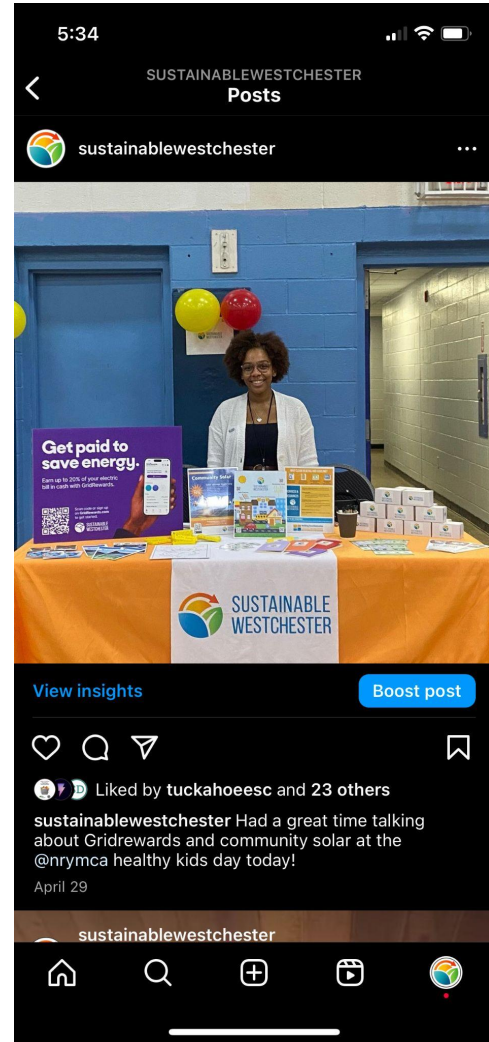 5:34
SUSTAINABLEWESTCHESTER
Posts
sustainablewestchester
Get paid to
save energy.
Earn up to 20% of your electric
bill in cash with GridRewards.
SUSTAINABLE
WESTCHESTER
Community Solar
SUSTAINABLE
WESTCHESTER
View insights
Boost post
Liked by tuckahoeesc and 23 others
sustainablewestchester Had a great time talking
about Gridrewards and community solar at the
@nrymca healthy kids day today!
April 29
sustainablewestchester